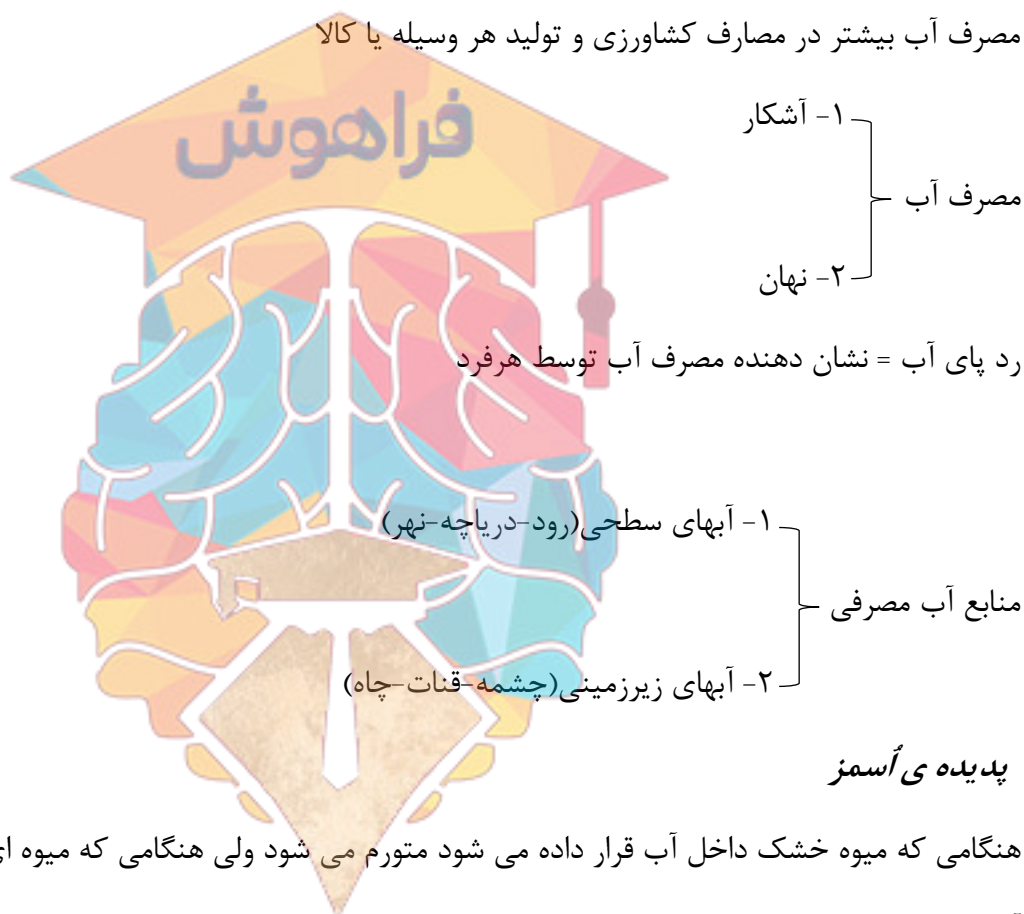 مصرف آب بیشتر در مصارف کشاورزی و تولید هر وسیله یا کالا
فراهوش
۱- آشکار
مصرف آب
۲- نهان
رد پای آب = نشان دهنده مصرف آب توسط هرفرد
۱- آبهای سطحی(رود-دریاچه-نهر)
منابع آب مصرفی
۲- آبهای زیرزمینی(چشمه-قنات-چاه)
پدیده ی اُسمز
هنگامی که میوه خشک داخل آب قرار داده می شود متورم می شود ولی هنگامی که میوه